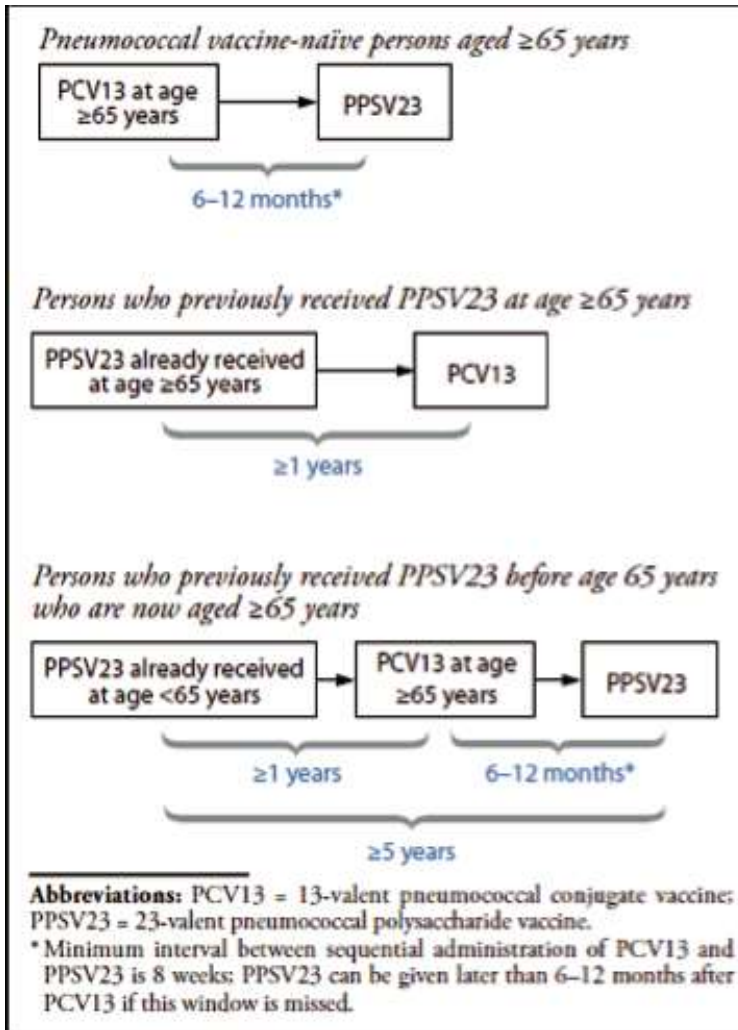 Pneumococcal vaccine-naïve persons aged ≥65 years
PCV13 at age
≥65 years
PPSV23
6–12 months*
Persons who previously received PPSV23 at age ≥65 years
PPSV23 already received
at age ≥65 years
PCV13
≥1 years
Persons who previously received PPSV23 before age 65 years
who are now aged ≥65 years
PPSV23 already received
at age <65 years
PCV13 at age
≥65 years
PPSV23
≥1 years
6–12 months*
≥5 years
Abbreviations: PCV13 = 13-valent pneumococcal conjugate vaccine;
PPSV23 = 23-valent pneumococcal polysaccharide vaccine.
*Minimum interval between sequential administration of PCV13 and
PPSV23 is 8 weeks; PPSV23 can be given later than 6–12 months after
PCV13 if this window is missed.